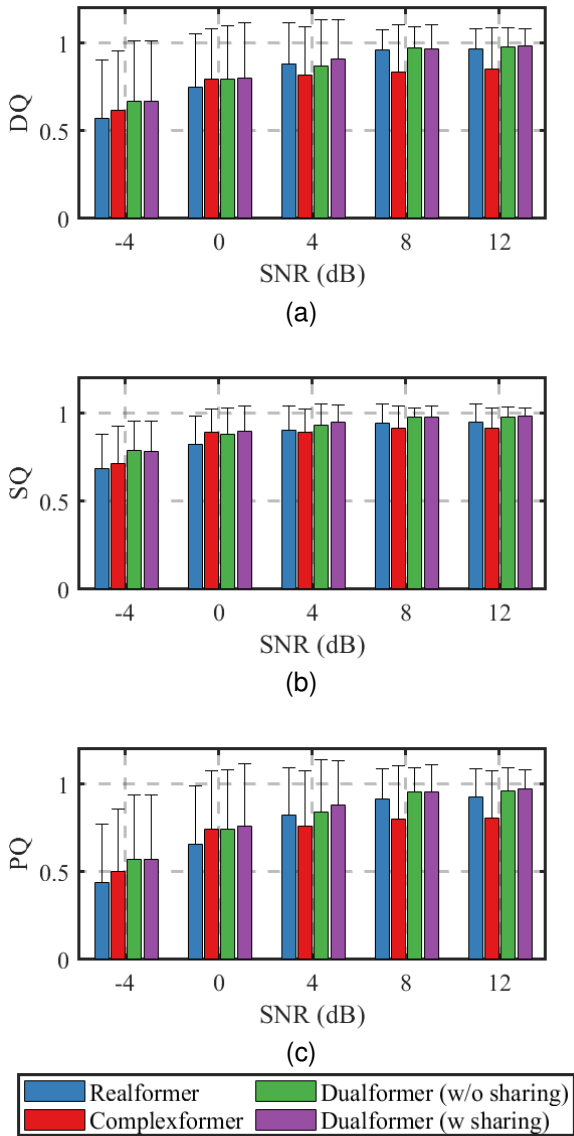 1
0.5
0
DQ
-4 0 4 8 12
SNR (dB)
(a)
1
0.5
0
SQ
-4 0 4 8 12
SNR (dB)
(b)
1
0.5
0
PQ
-4 0 4 8 12
SNR (dB)
(c)
Realformer Dualformer (w/o sharing)
Complexformer Dualformer (w sharing)